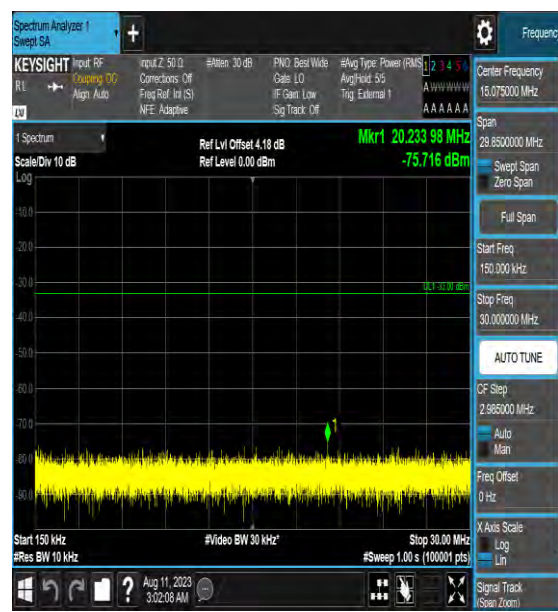 Spectrum Analyzer 1
Swept SA
+
Frequenc
KEYSIGHT
Input: RF
Coupling: DC
Align: Auto
Input Z: 50 Ω
Corrections: Off
Freq Ref: Int (S)
NFE: Adaptive
#Atten: 30 dB
PNO: Best Wide
Gate: LO
IF Gain: Low
Sig Track: Off
#Avg Type: Power (RMS
Avg|Hold: 5/5
Trig: External 1
1 2 3 4 5 6
A W W W W W
A A A A A A
1 Spectrum
Scale/Div 10 dB
Log
Ref Lvl Offset 4.18 dB
Ref Level 0.00 dBm
Mkr1 20.233 98 MHz
-75.716 dBm
-10.0
-20.0
-30.0
-40.0
-50.0
-60.0
-70.0
-80.0
-90.0
1
Start 150 kHz
#Res BW 10 kHz
#Video BW 30 kHz*
Stop 30.00 MHz
#Sweep 1.00 s (100001 pts)
?
Aug 11, 2023
3:02:08 AM
Center Frequency
15.075000 MHz
Span
29.8500000 MHz
Swept Span
Zero Span
Full Span
Start Freq
150.000 kHz
Stop Freq
30.000000 MHz
AUTO TUNE
CF Step
2.985000 MHz
Auto
Man
Freq Offset
0 Hz
X Axis Scale
Log
Lin
Signal Track
(Span Zoom)